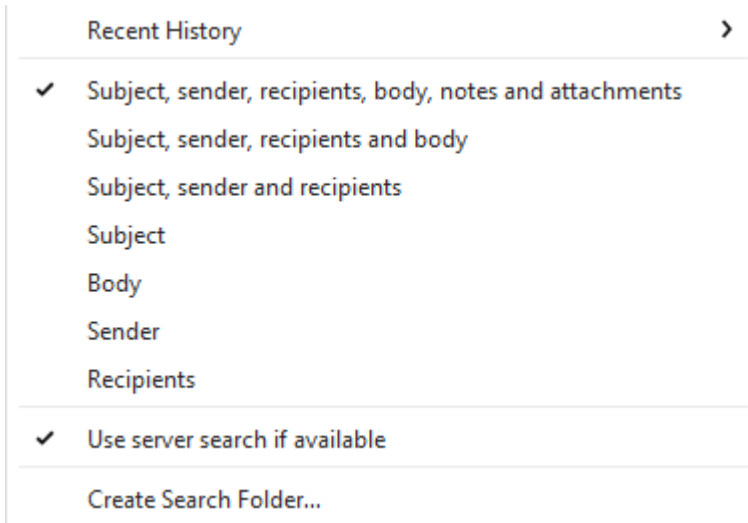 Recent History
Subject, sender, recipients, body, notes and attachments
Subject, sender, recipients and body
Subject, sender and recipients
Subject
Body
Sender
Recipients
Use server search if available
Create Search Folder...